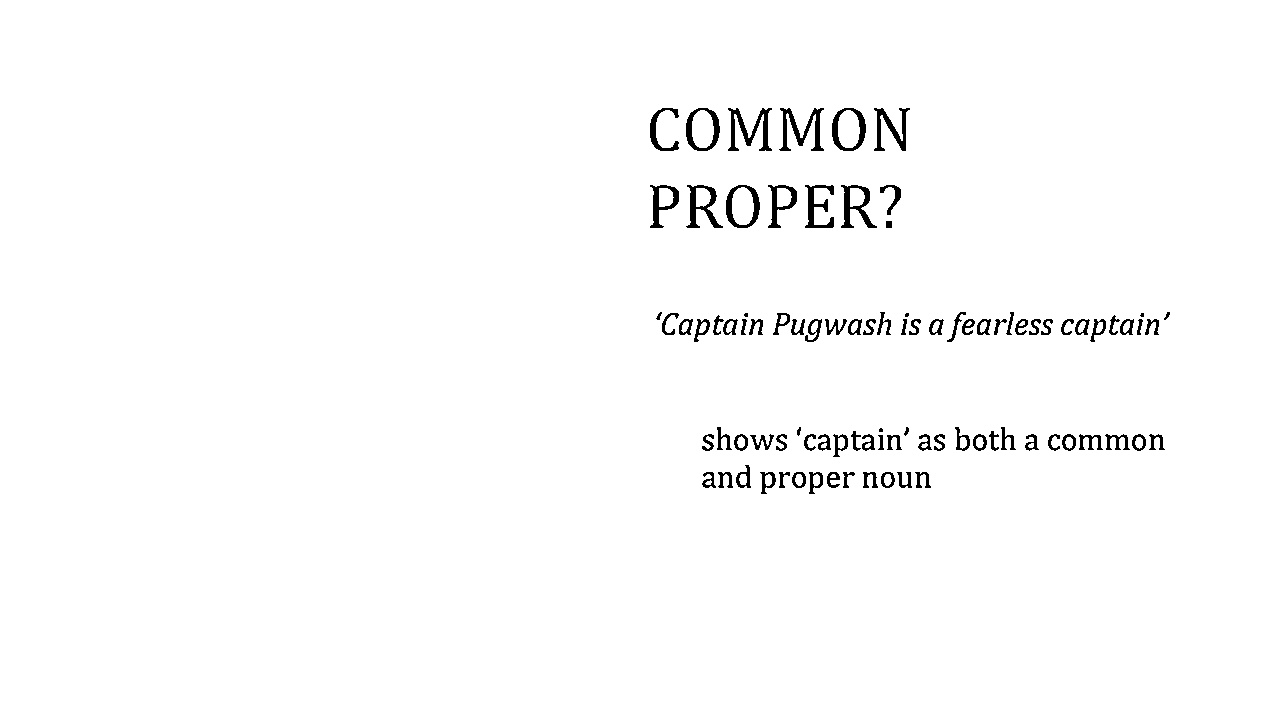 COMMON
PROPER?
‘Captain Pugwash is a fearless captain’
shows ‘captain’ as both a common
and proper noun